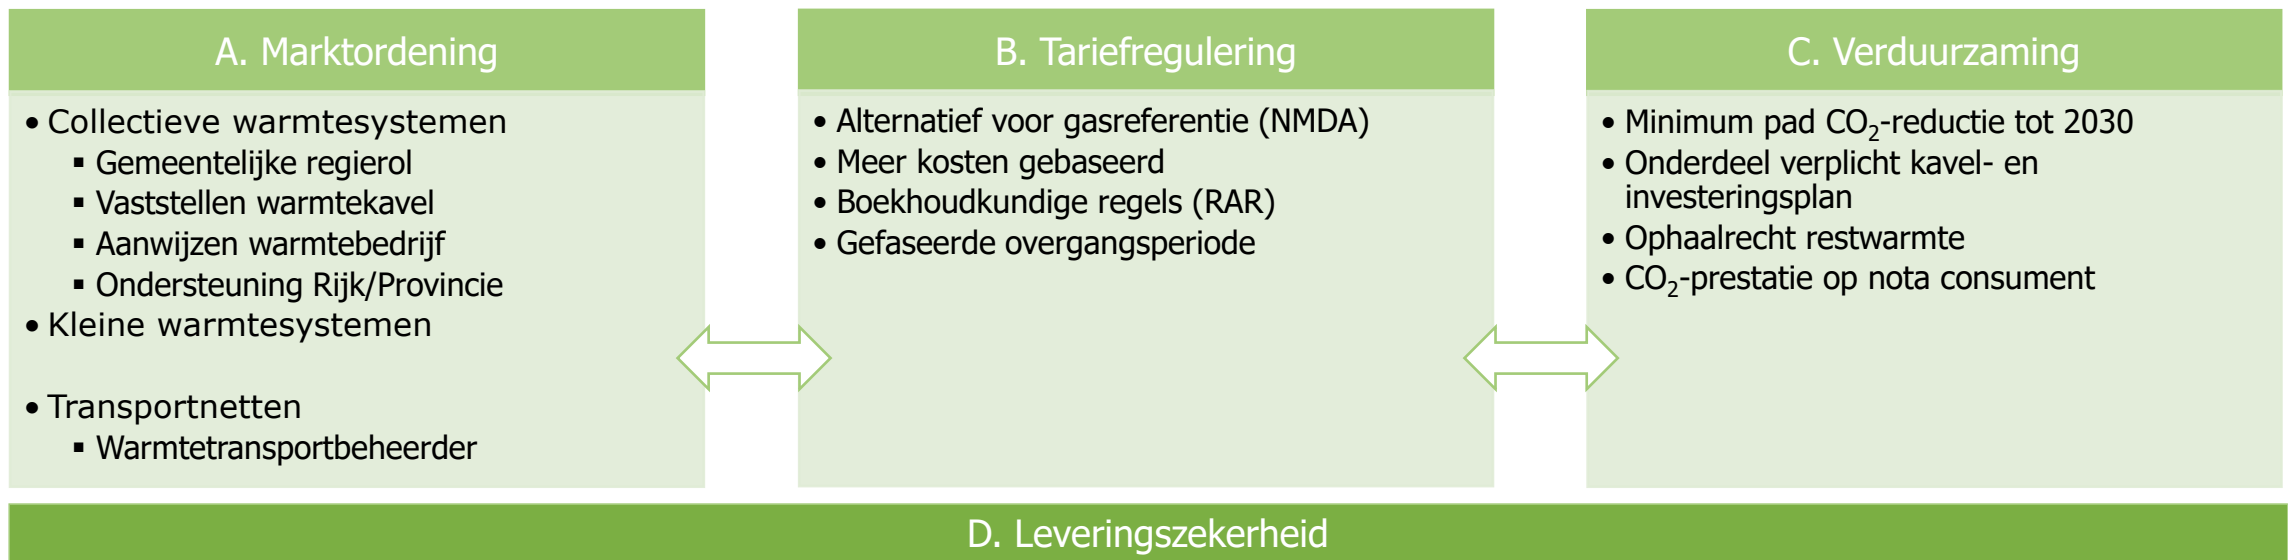 A. Marktordening
• Collectieve warmtesystemen
▪ Gemeentelijke regierol
▪ Vaststellen warmtekavel
▪ Aanwijzen warmtebedrijf
▪ Ondersteuning Rijk/Provincie
• Kleine warmtesystemen
• Transportnetten
▪ Warmtetransportbeheerder
B. Tariefregulering
• Alternatief voor gasreferentie (NMDA)
• Meer kosten gebaseerd
• Boekhoudkundige regels (RAR)
• Gefaseerde overgangsperiode
C. Verduurzaming
• Minimum pad CO₂-reductie tot 2030
• Onderdeel verplicht kavel- en
investeringsplan
• Ophaalrecht restwarmte
• CO₂-prestatie op nota consument
D. Leveringszekerheid